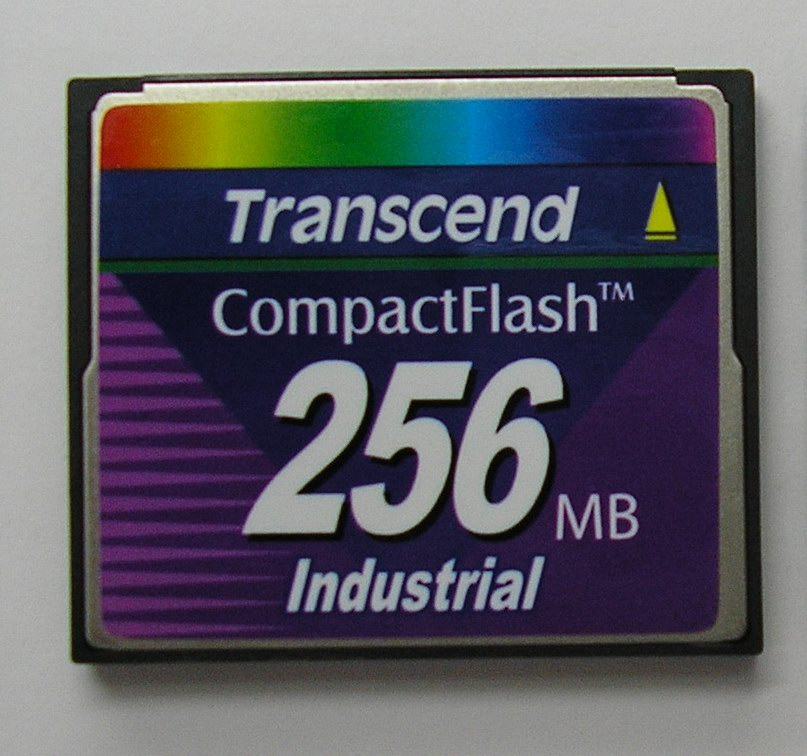 Transcend
CompactFlash™
256 MB
Industrial